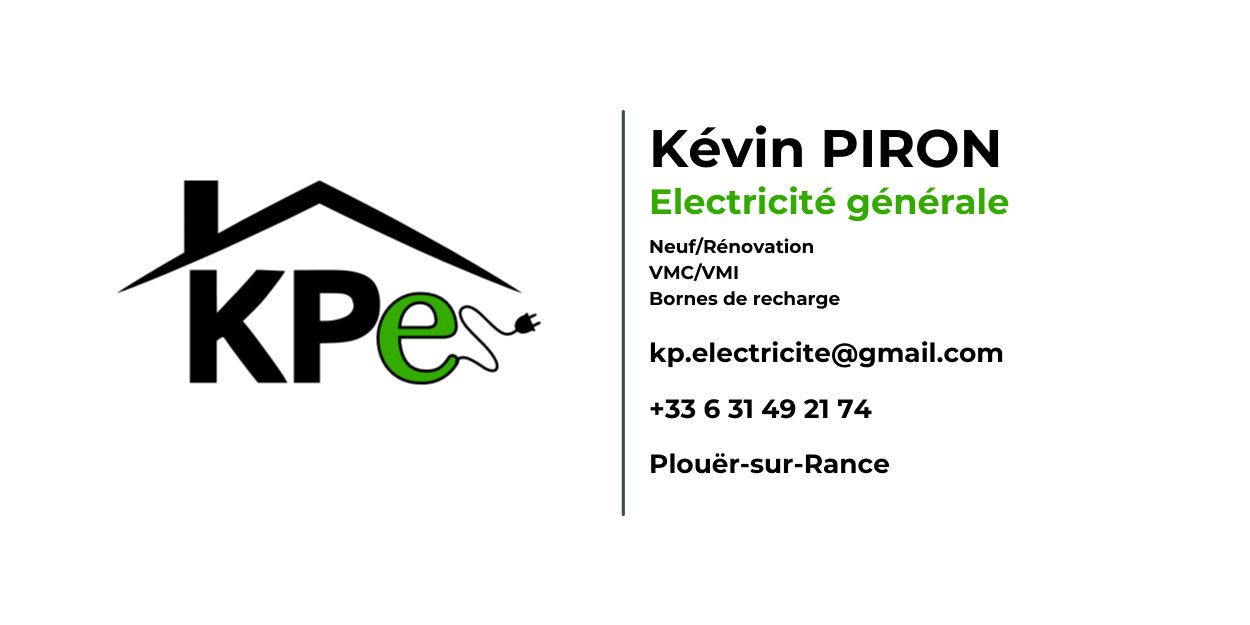 KPe
Kévin PIRON
Electricité générale
Neuf/Rénovation
VMC/VMI
Bornes de recharge
kp.electricite@gmail.com
+33 6 31 49 21 74
Plouër-sur-Rance